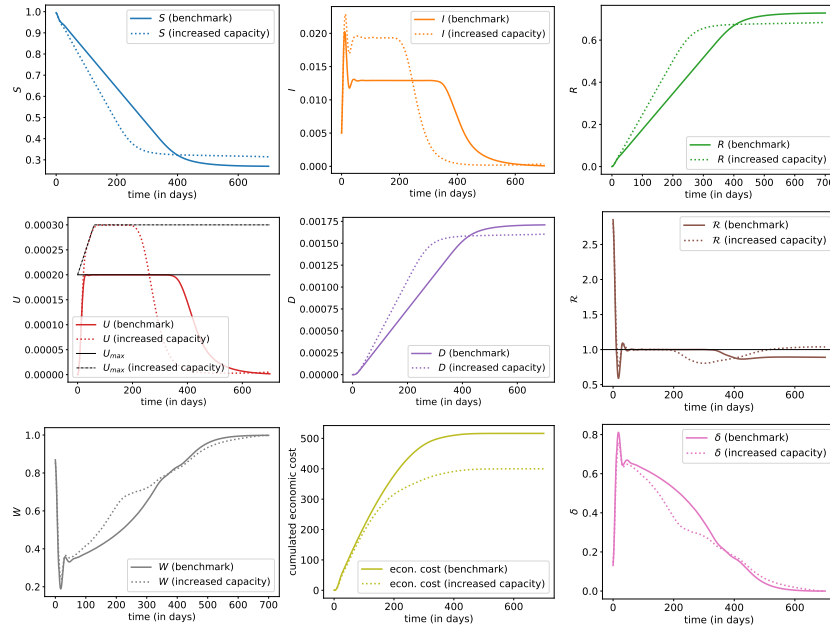 S (benchmark)
S (increased capacity)
1.0
0.9
0.8
0.7
0.6
0.5
0.4
0.3
S
0 200 400 600
time (in days)
I (benchmark)
I (increased capacity)
0.020
0.015
0.010
0.005
0.000
I
0 200 400 600
time (in days)
R (benchmark)
R (increased capacity)
0.6
0.4
0.2
0.0
R
0 100 200 300 400 500 600 700
time (in days)
U (benchmark)
U (increased capacity)
Umax
Umax (increased capacity)
0.00030
0.00025
0.00020
0.00015
0.00010
0.00005
0.00000
U
0 200 400 600
time (in days)
D (benchmark)
D (increased capacity)
0.00175
0.00150
0.00125
0.00100
0.00075
0.00050
0.00025
0.00000
D
0 200 400 600
time (in days)
ℛ (benchmark)
ℛ (increased capacity)
2.5
2.0
1.5
1.0
0.5
ℛ
0 200 400 600
time (in days)
W (benchmark)
W (increased capacity)
1.0
0.8
0.6
0.4
0.2
W
0 100 200 300 400 500 600 700
time (in days)
econ. cost (benchmark)
econ. cost (increased capacity)
500
400
300
200
100
0
cumulated economic cost
0 200 400 600
time (in days)
δ (benchmark)
δ (increased capacity)
0.8
0.6
0.4
0.2
0.0
δ
0 200 400 600
time (in days)